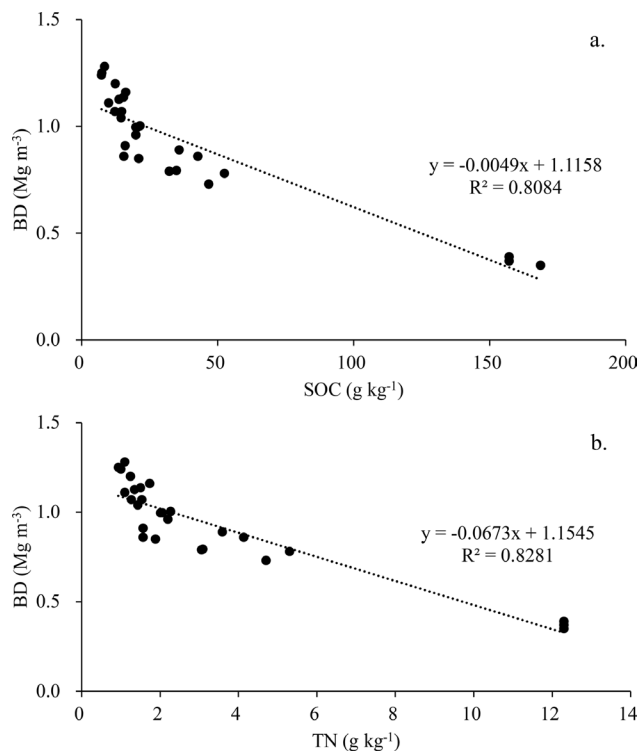 a.
1.5
1.0
0.5
0.0
BD (Mg m⁻³)
y = -0.0049x + 1.1158
R² = 0.8084
0 50 100 150 200
SOC (g kg⁻¹)
b.
1.5
1.0
0.5
0.0
BD (Mg m⁻³)
y = -0.0673x + 1.1545
R² = 0.8281
0 2 4 6 8 10 12 14
TN (g kg⁻¹)